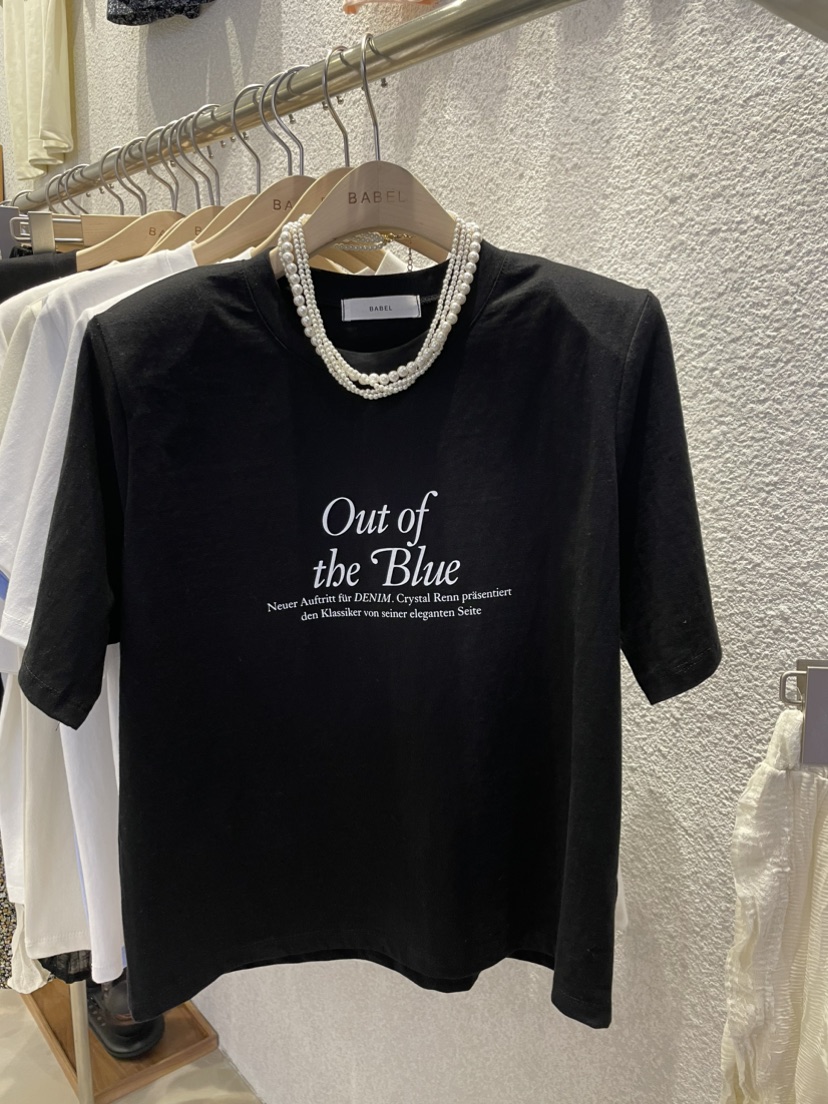 BABEL
BABEL
Out of
the Blue
Neuer Auftritt für DENIM. Crystal Renn präsentiert
den Klassiker von seiner eleganten Seite